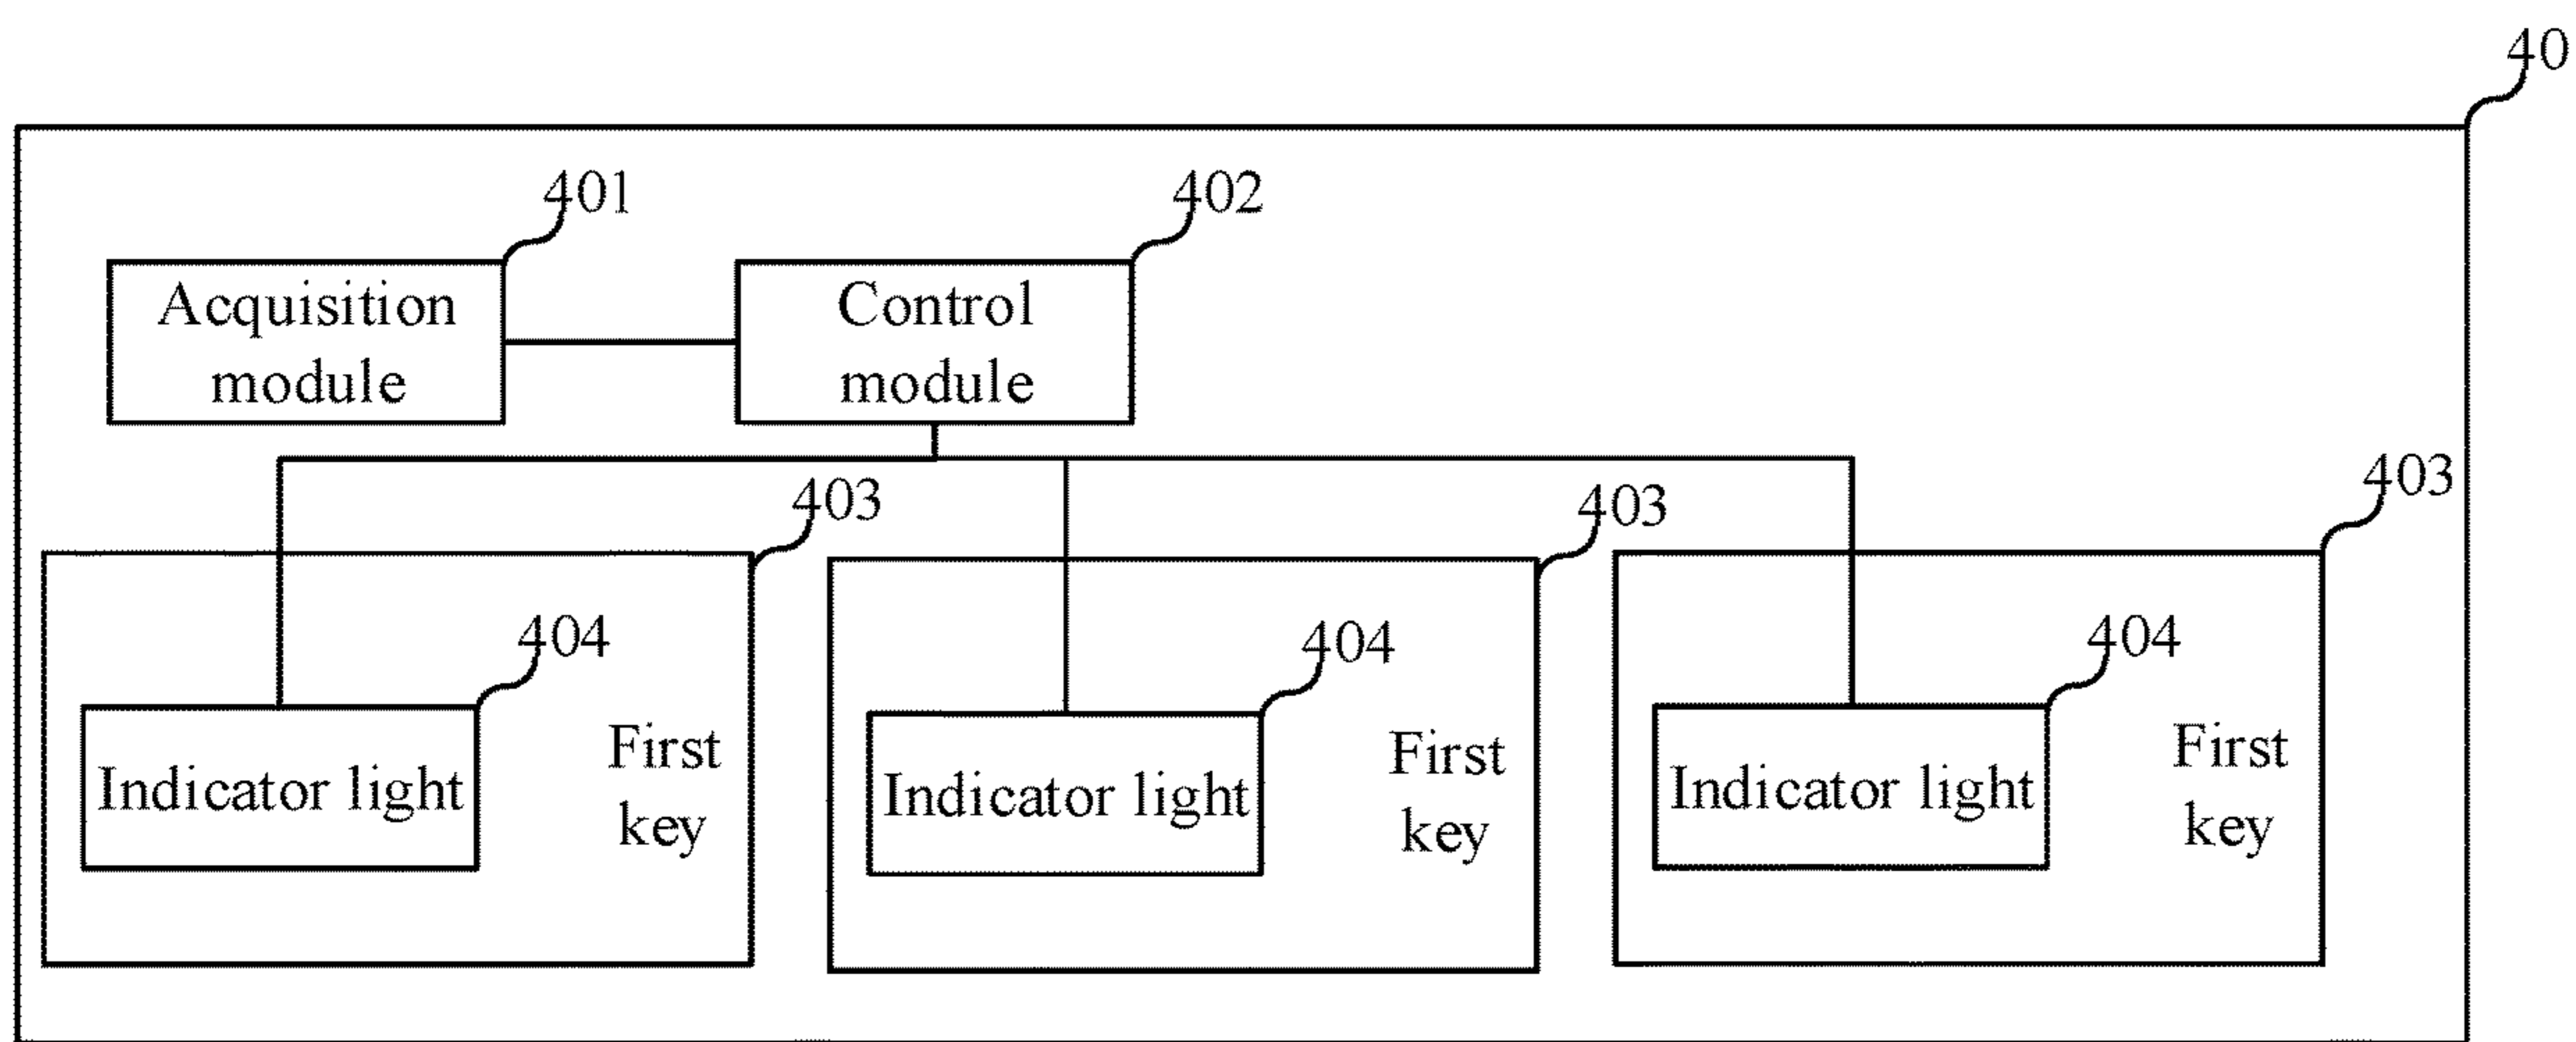 40
401
402
Acquisition
module
Control
module
403
403
403
404
404
404
Indicator light
First
key
Indicator light
First
key
Indicator light
First
key